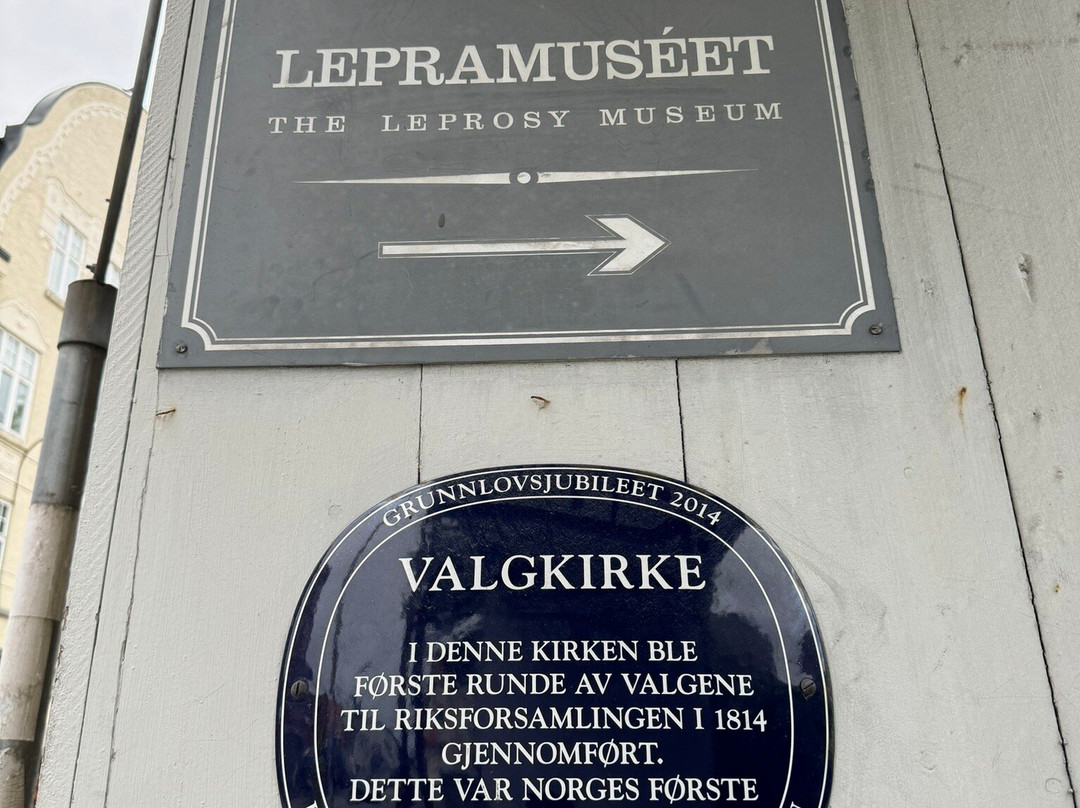 LEPRAMUSÉET
THE LEPROSY MUSEUM
GRUNNLOVSJUBILEET 2014
VALGKIRKE
I DENNE KIRKEN BLE
FØRSTE RUNDE AV VALGENE
TIL RIKSFORSAMLINGEN I 1814
GJENNOMFØRT.
DETTE VAR NORGES FØRSTE